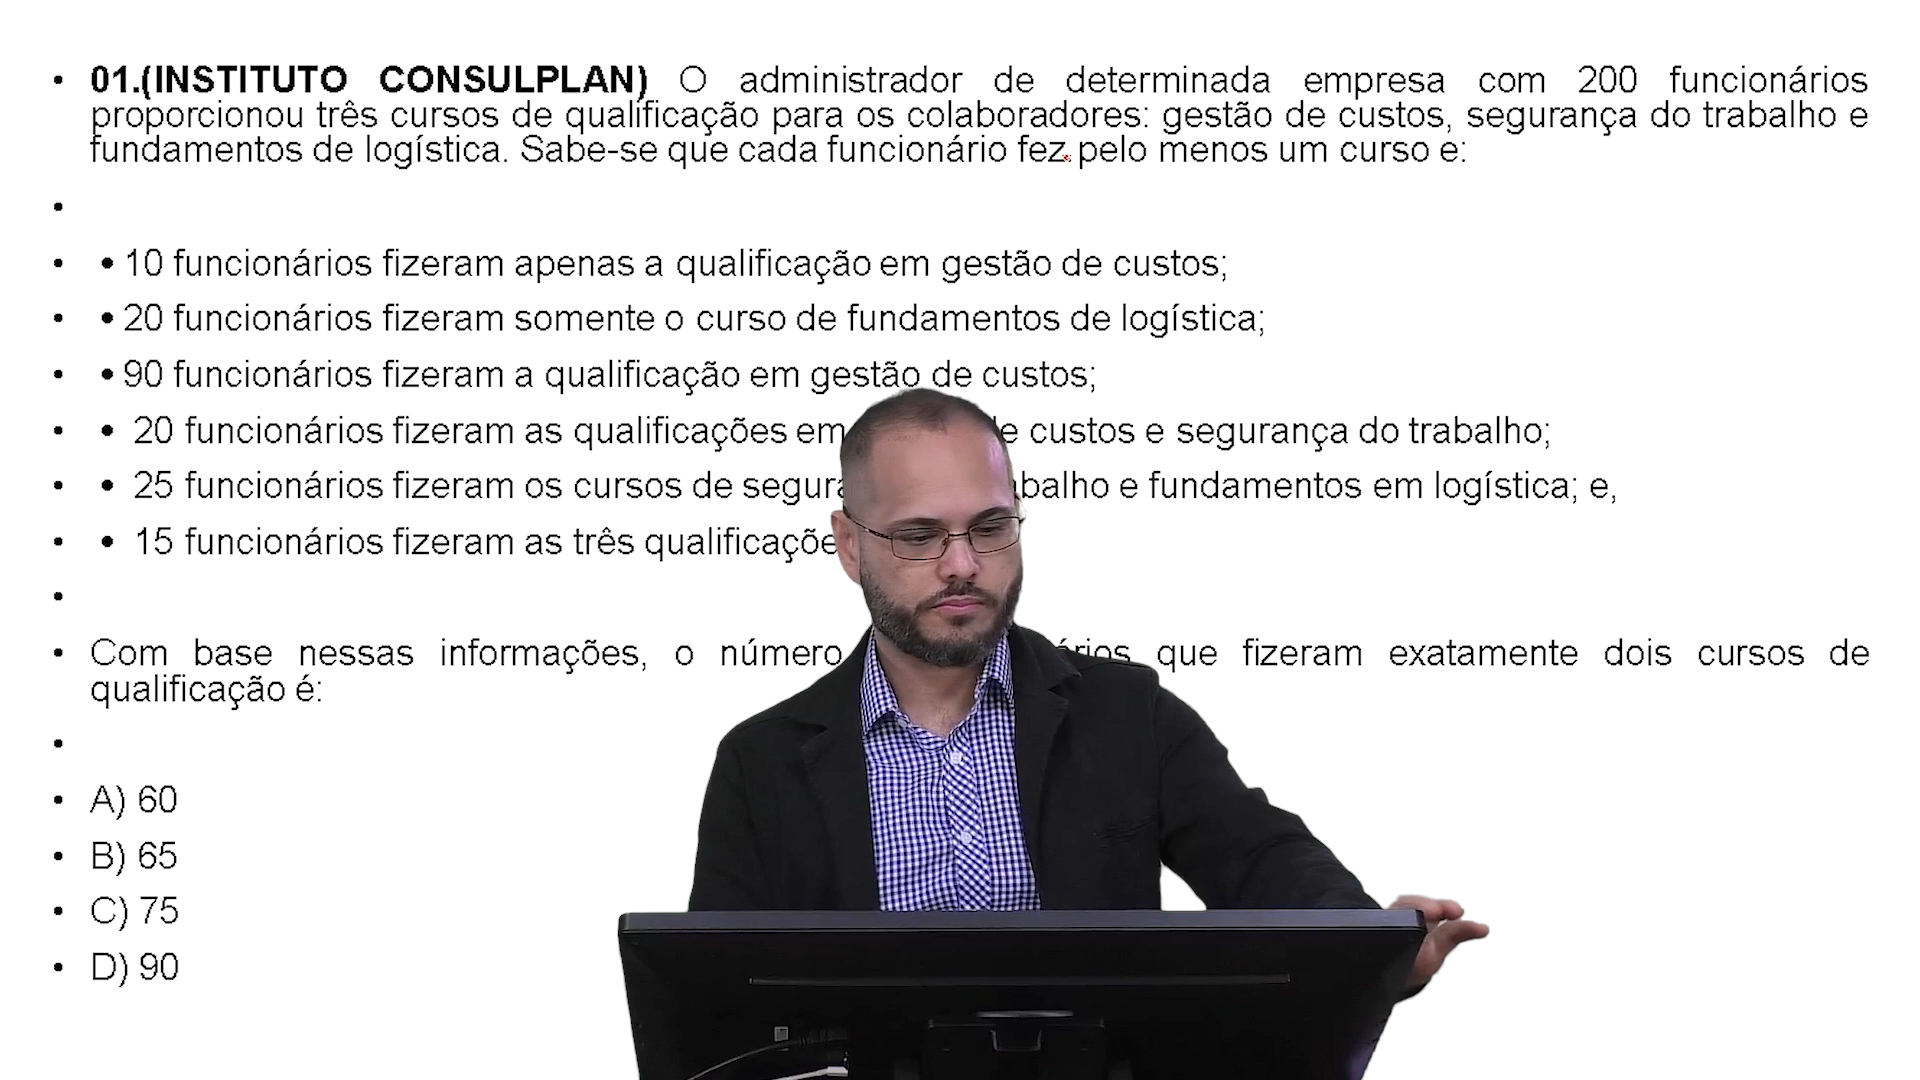 • 01.(INSTITUTO CONSULPLAN) O administrador de determinada empresa com 200 funcionários
proporcionou três cursos de qualificação para os colaboradores: gestão de custos, segurança do trabalho e
fundamentos de logística. Sabe-se que cada funcionário fez pelo menos um curso e:
•
• • 10 funcionários fizeram apenas a qualificação em gestão de custos;
• • 20 funcionários fizeram somente o curso de fundamentos de logística;
• • 90 funcionários fizeram a qualificação em gestão de custos;
• • 20 funcionários fizeram as qualificações em custos e segurança do trabalho;
• • 25 funcionários fizeram os cursos de e fundamentos em logística; e,
• • 15 funcionários fizeram as três
•
• Com base nessas informações, o número que fizeram exatamente dois cursos de
qualificação é:
•
• A) 60
• B) 65
• C) 75
• D) 90